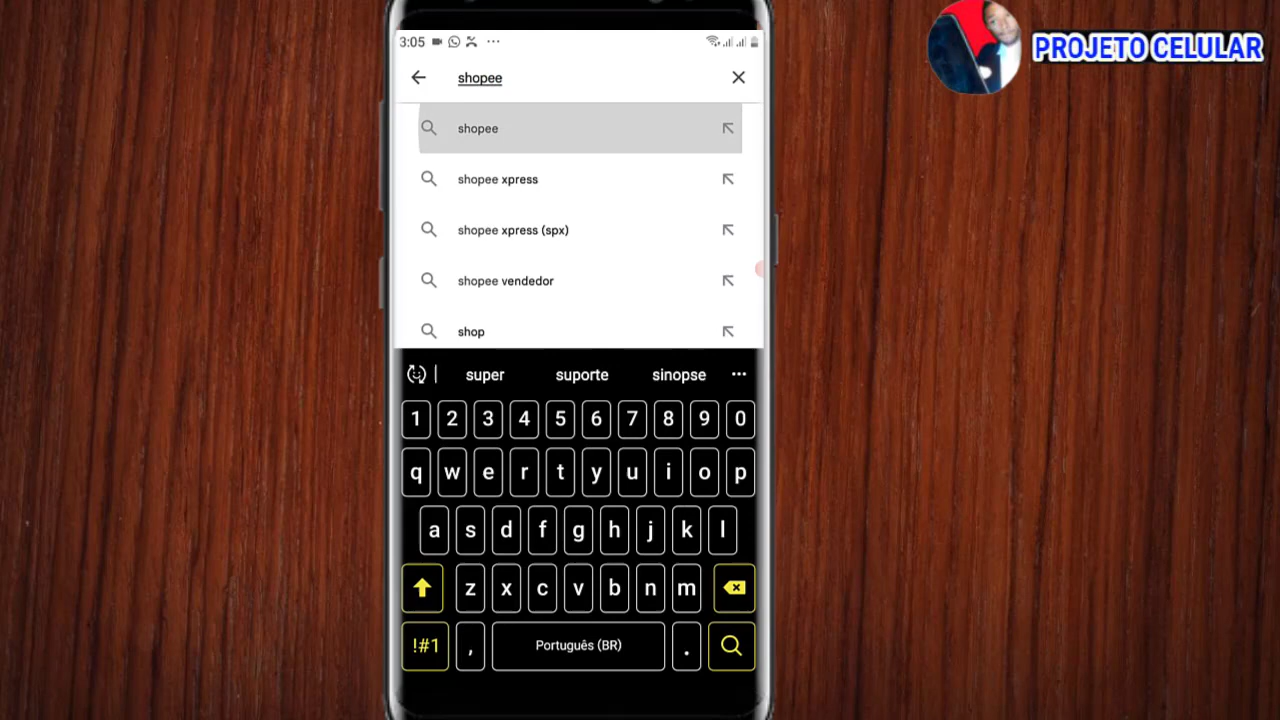 PROJETO CELULAR
3:05
shopee
shopee
shopee xpress
shopee xpress (spx)
shopee vendedor
shop
super suporte sinopse
1 2 3 4 5 6 7 8 9 0
q w e r t y u i o p
a s d f g h j k l
z x c v b n m
!#1 , Português (BR) .